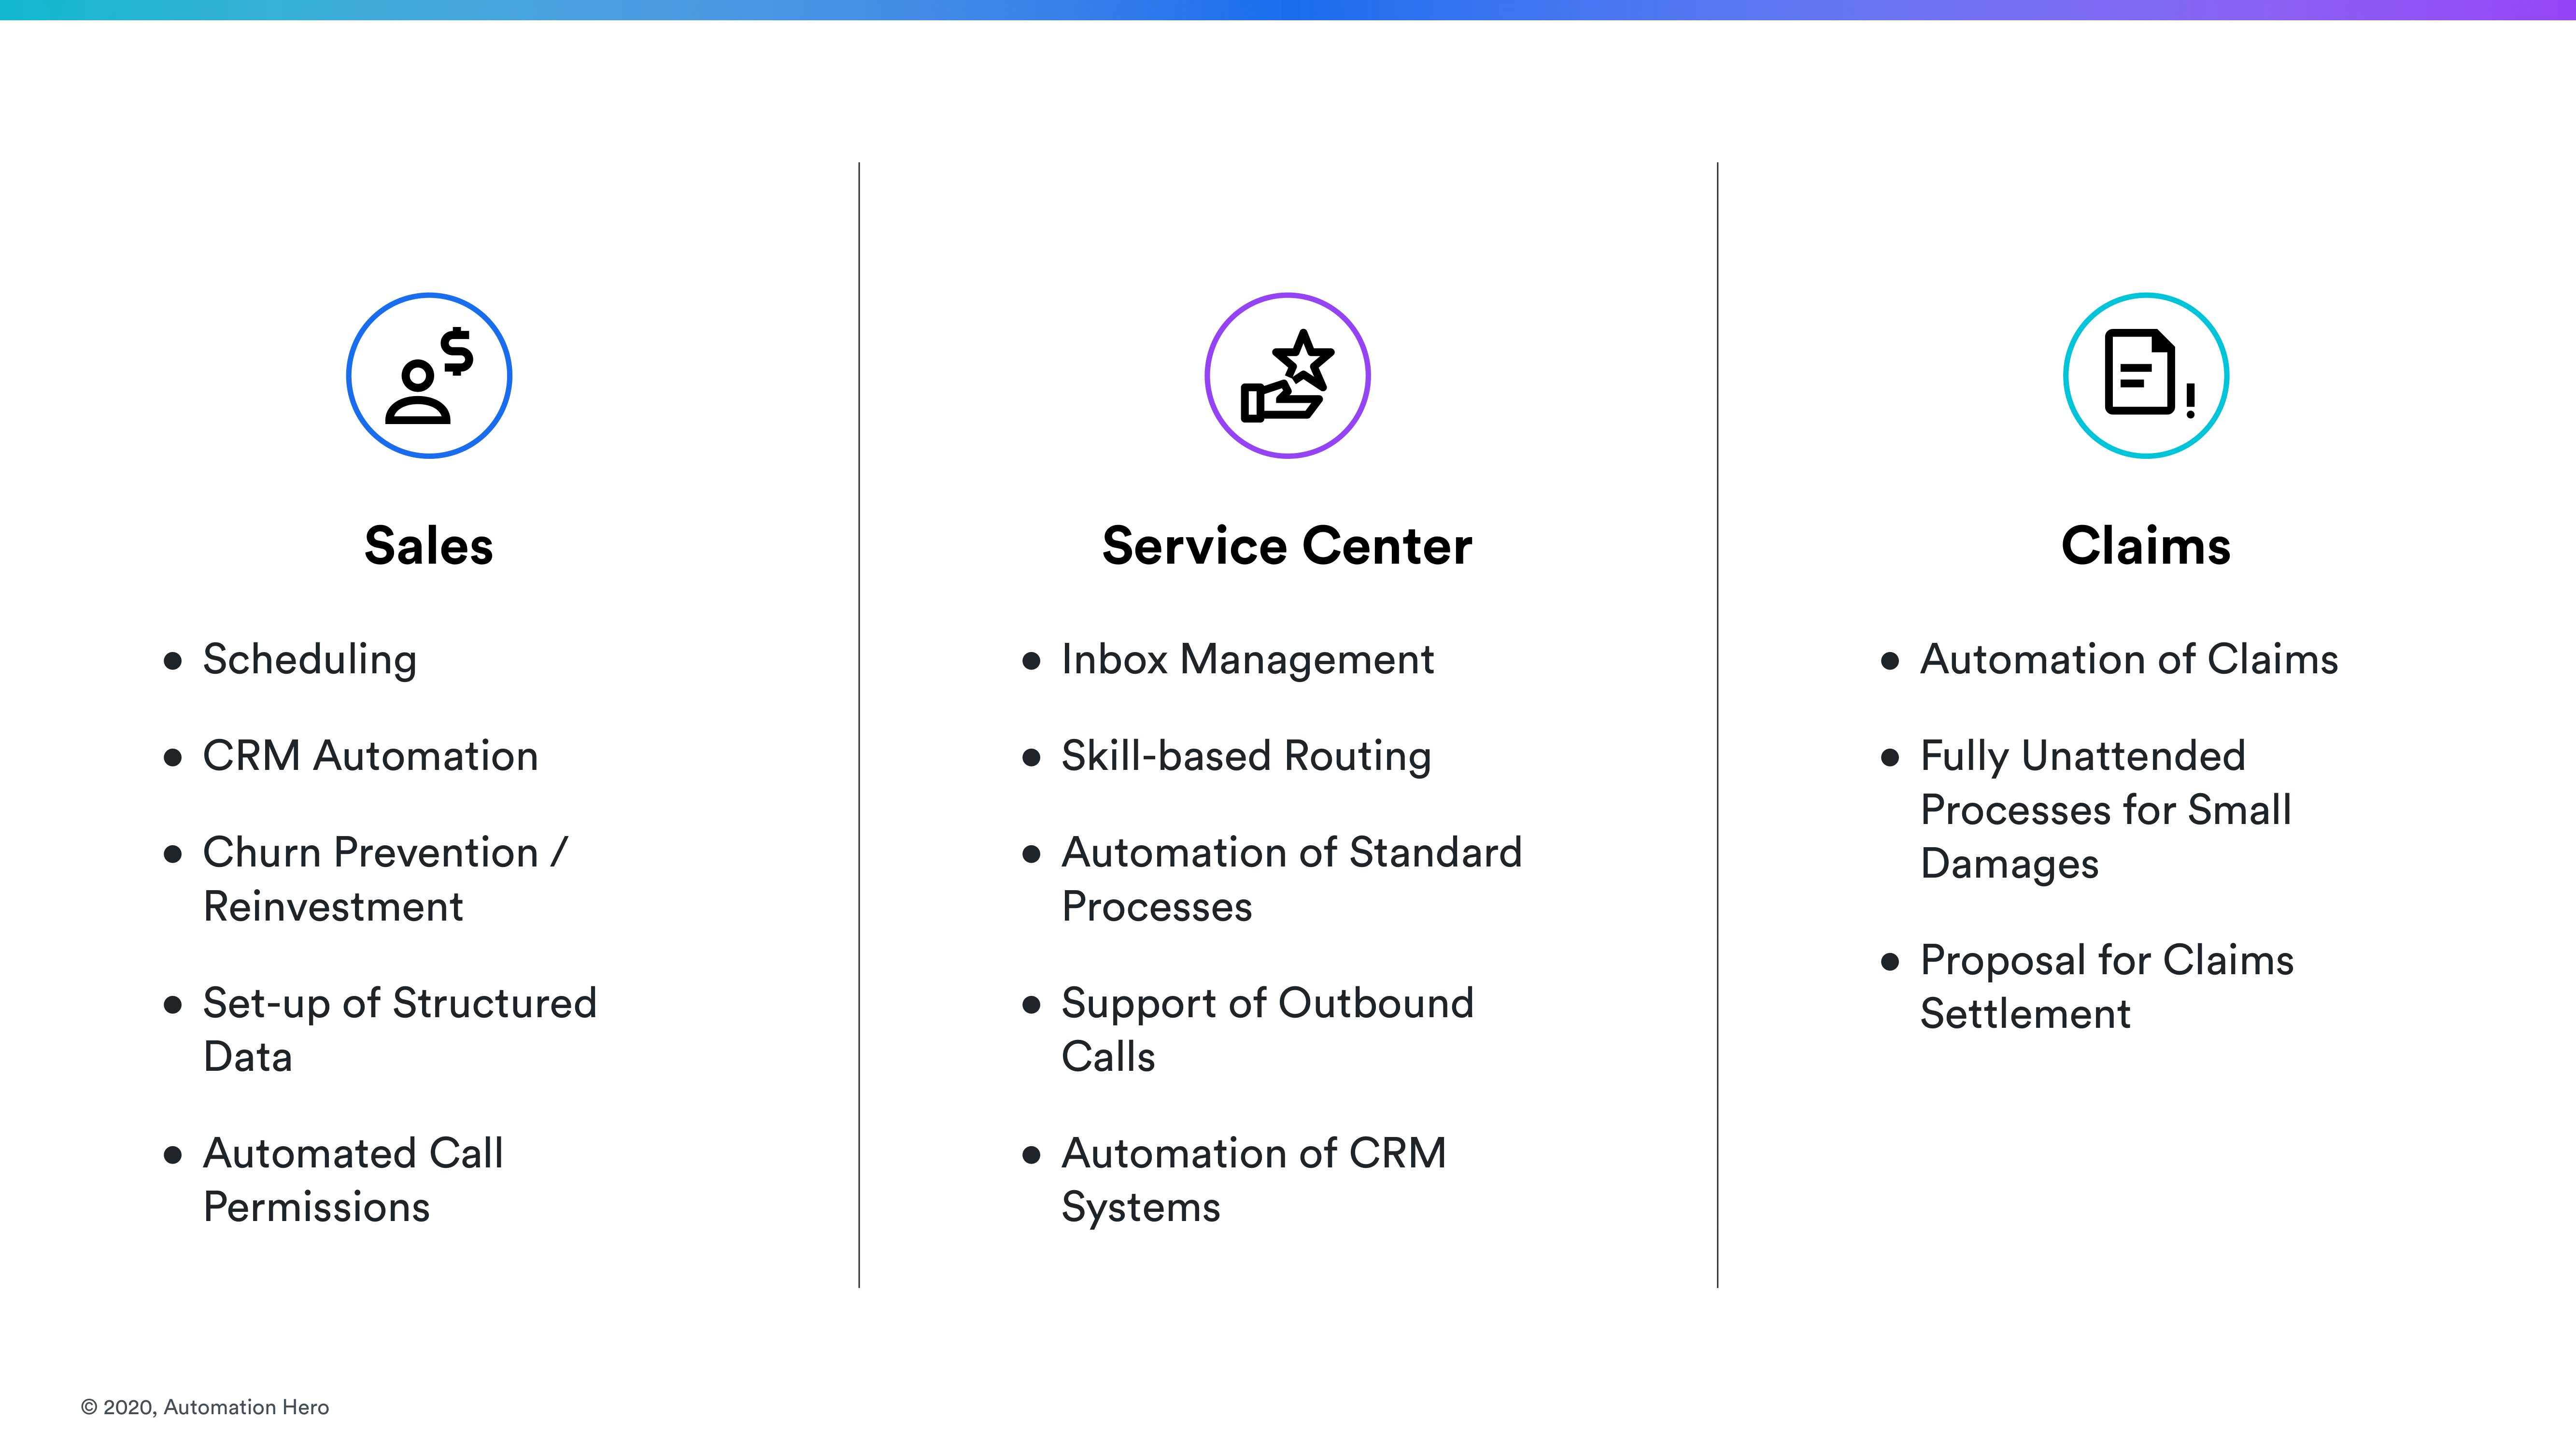 Sales
● Scheduling
● CRM Automation
● Churn Prevention /
Reinvestment
● Set-up of Structured
Data
● Automated Call
Permissions
Service Center
● Inbox Management
● Skill-based Routing
● Automation of Standard
Processes
● Support of Outbound
Calls
● Automation of CRM
Systems
Claims
● Automation of Claims
● Fully Unattended
Processes for Small
Damages
● Proposal for Claims
Settlement
© 2020, Automation Hero